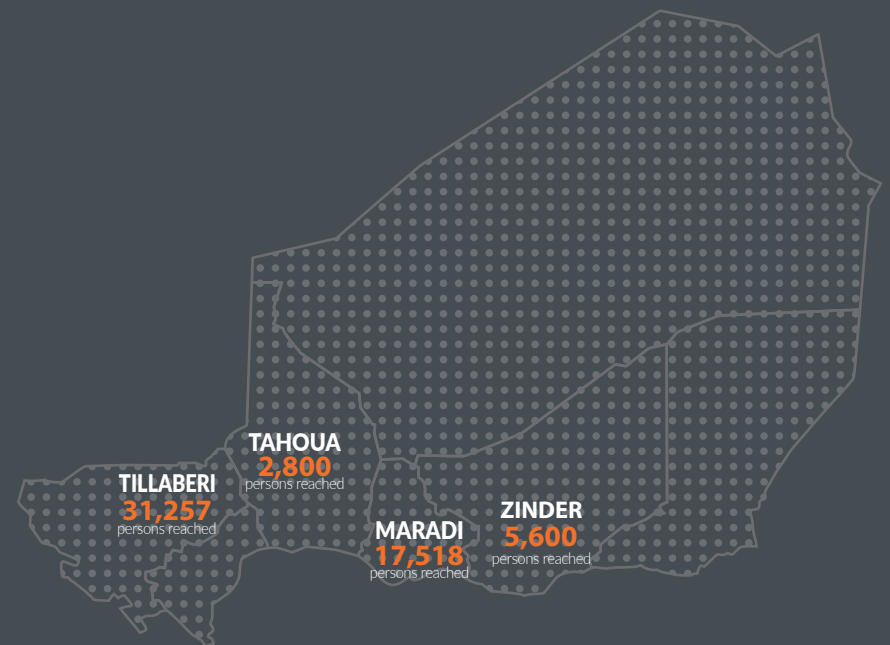 TAHOUA
2,800
persons reached
TILLABERI
31,257
persons reached
MARADI
17,518
persons reached
ZINDER
5,600
persons reached